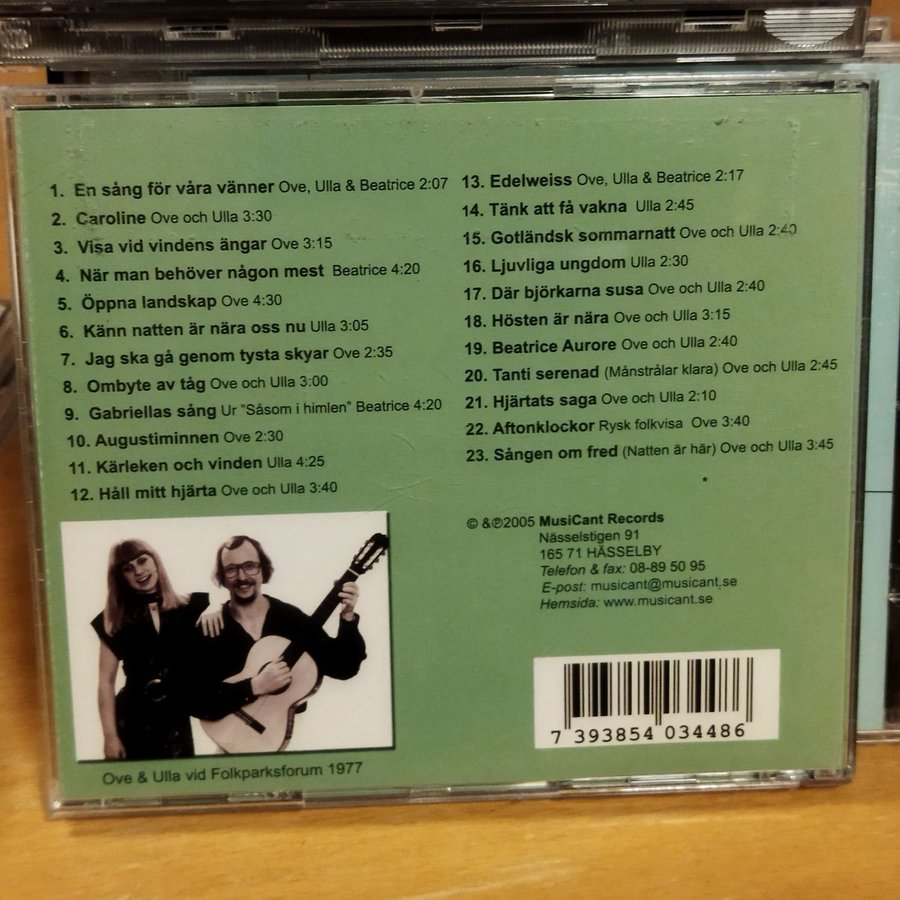 1. En sång för våra vänner Ove, Ulla & Beatrice 2:07
2. Caroline Ove och Ulla 3:30
3. Visa vid vindens ängar Ove 3:15
4. När man behöver någon mest Beatrice 4:20
5. Öppna landskap Ove 4:30
6. Känn natten är nära oss nu Ulla 3:05
7. Jag ska gå genom tysta skyar Ove 2:35
8. Ombyte av tåg Ove och Ulla 3:00
9. Gabriellas sång Ur "Såsom i himlen" Beatrice 4:20
10. Augustiminnen Ove 2:30
11. Kärleken och vinden Ulla 4:25
12. Håll mitt hjärta Ove och Ulla 3:40
13. Edelweiss Ove, Ulla & Beatrice 2:17
14. Tänk att få vakna Ulla 2:45
15. Gotländsk sommarnatt Ove och Ulla 2:40
16. Ljuvliga ungdom Ulla 2:30
17. Där björkarna susa Ove och Ulla 2:40
18. Hösten är nära Ove och Ulla 3:15
19. Beatrice Aurore Ove och Ulla 2:40
20. Tanti serenad (Månstrålar klara) Ove och Ulla 2:45
21. Hjärtats saga Ove och Ulla 2:10
22. Aftonklockor Rysk folkvisa Ove 3:40
23. Sången om fred (Natten är här) Ove och Ulla 3:45
© &℗2005 MusiCant Records
Nässelstigen 91
165 71 HÄSSELBY
Telefon & fax: 08-89 50 95
E-post: musicant@musicant.se
Hemsida: www.musicant.se
7 393854 034486
Ove & Ulla vid Folkparksforum 1977